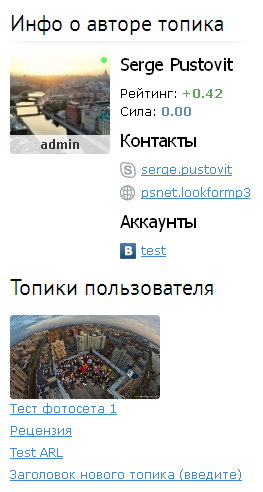 Инфо о авторе топика
Serge Pustovit
Рейтинг: +0.42
Сила: 0.00
admin
Контакты
serge.pustovit
psnet.lookformp3
Аккаунты
test
Топики пользователя
Тест фотосета 1
Рецензия
Test ARL
Заголовок нового топика (введите)